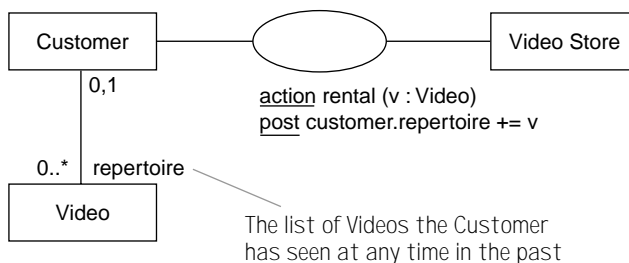 Customer
Video Store
0,1
action rental (v : Video)
post customer.repertoire += v
0..* repertoire
Video
The list of Videos the Customer
has seen at any time in the past